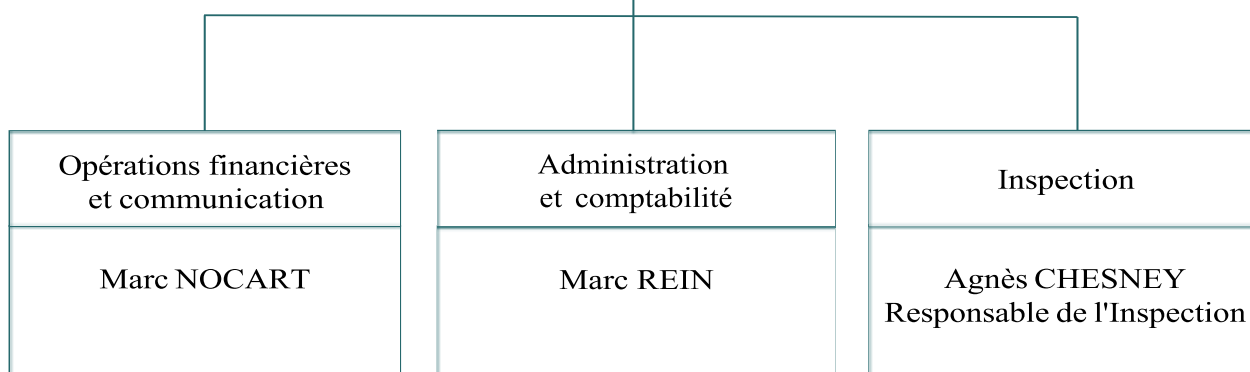 Opérations financières
et communication
Marc NOCART
Administration
et comptabilité
Marc REIN
Inspection
Agnès CHESNEY
Responsable de l'Inspection